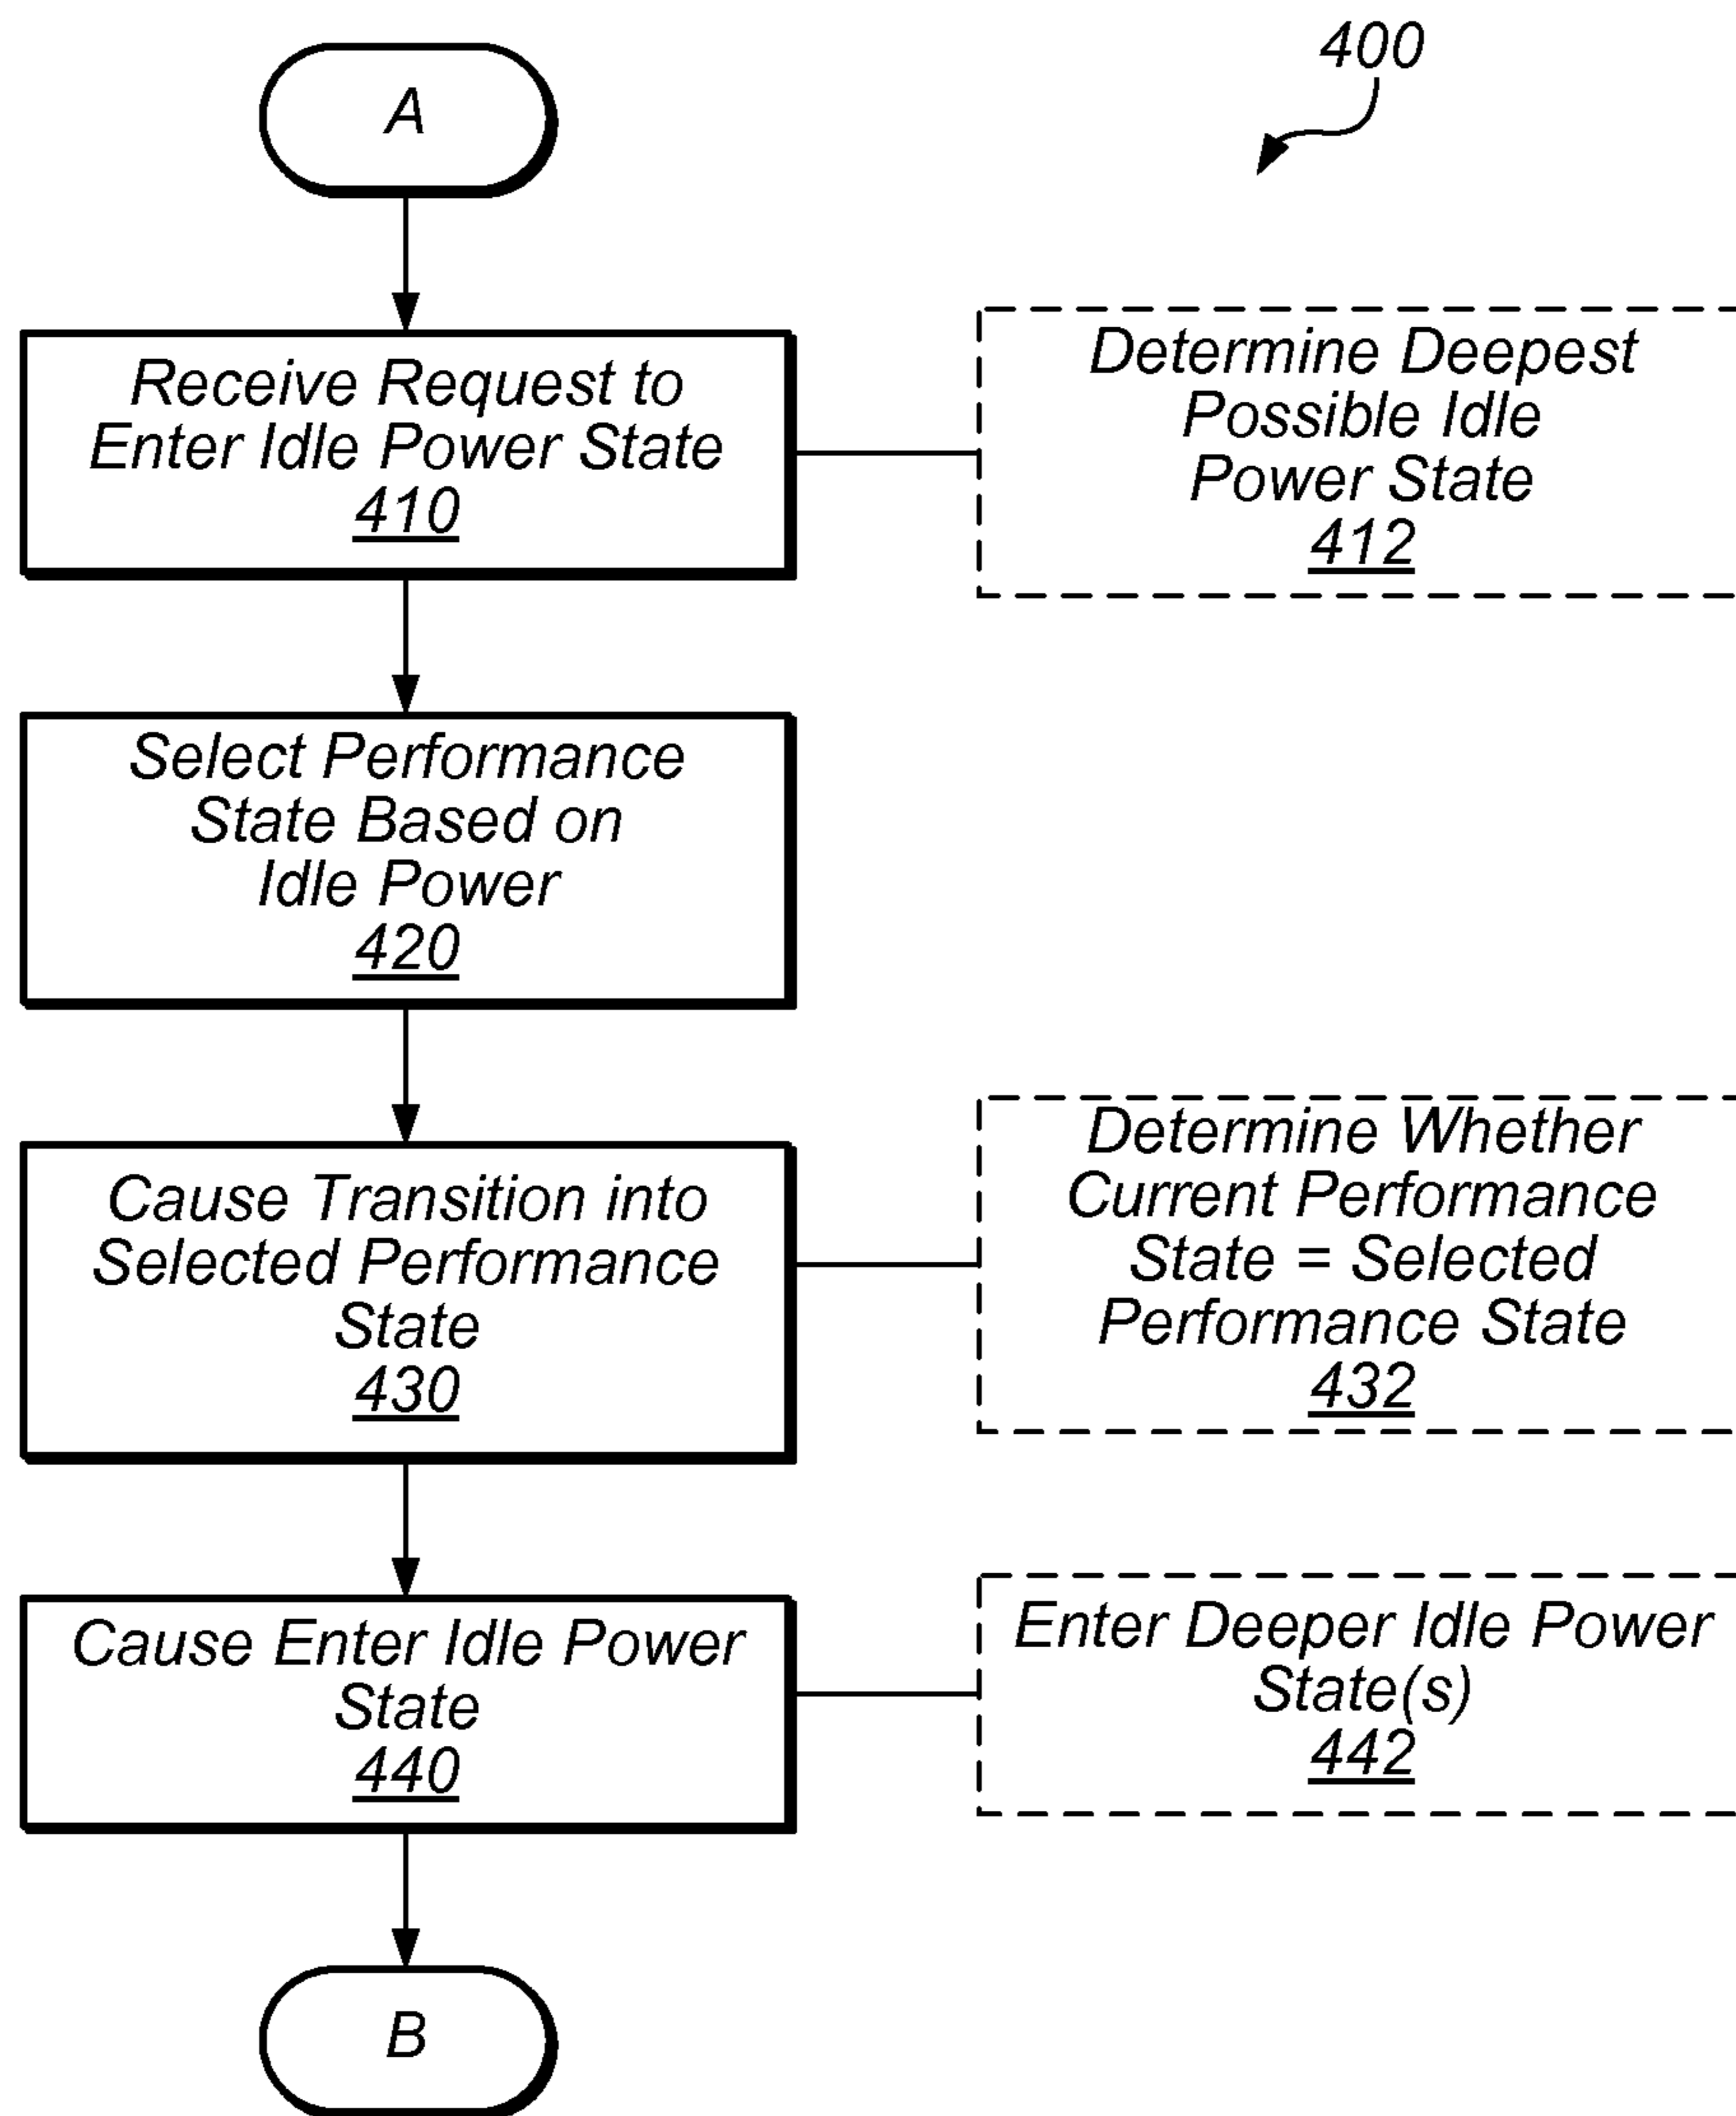 400
A
Receive Request to
Enter Idle Power State
410
Determine Deepest
Possible Idle
Power State
412
Select Performance
State Based on
Idle Power
420
Cause Transition into
Selected Performance
State
430
Determine Whether
Current Performance
State = Selected
Performance State
432
Cause Enter Idle Power
State
440
Enter Deeper Idle Power
State(s)
442
B